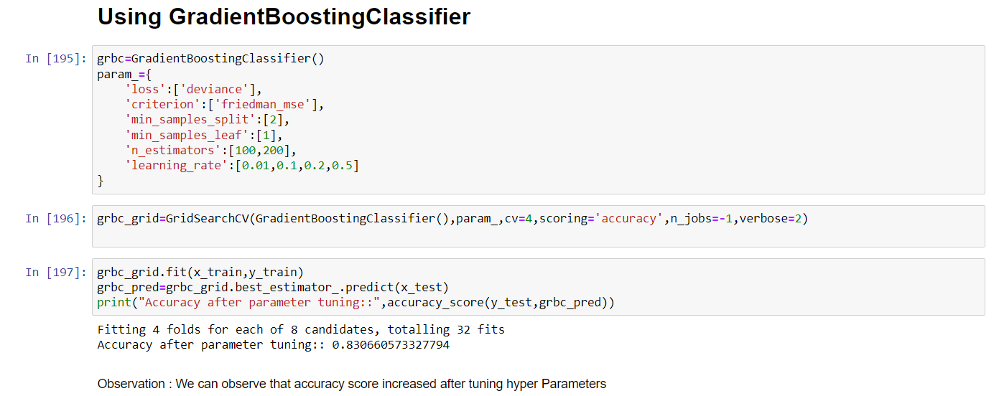 Using GradientBoostingClassifier
In [195]: grbc=GradientBoostingClassifier()
param_={
    'loss':['deviance'],
    'criterion':['friedman_mse'],
    'min_samples_split':[2],
    'min_samples_leaf':[1],
    'n_estimators':[100,200],
    'learning_rate':[0.01,0.1,0.2,0.5]
}
In [196]: grbc_grid=GridSearchCV(GradientBoostingClassifier(),param_,cv=4,scoring='accuracy',n_jobs=-1,verbose=2)
In [197]: grbc_grid.fit(x_train,y_train)
grbc_pred=grbc_grid.best_estimator_.predict(x_test)
print("Accuracy after parameter tuning::",accuracy_score(y_test,grbc_pred))
Fitting 4 folds for each of 8 candidates, totalling 32 fits
Accuracy after parameter tuning:: 0.830660573327794
Observation : We can observe that accuracy score increased after tuning hyper Parameters